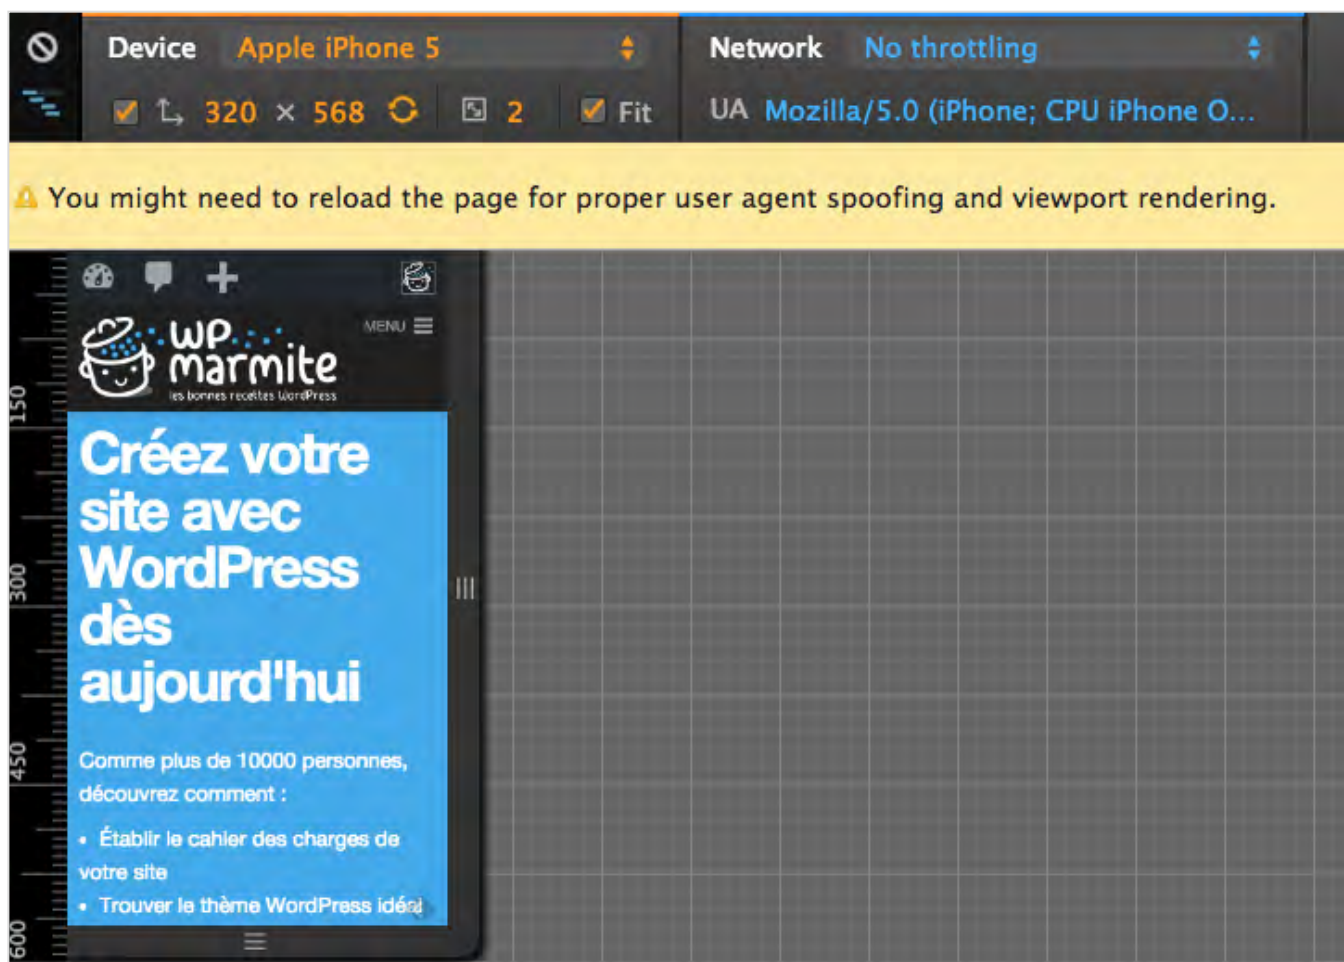 Device Apple iPhone 5 Network No throttling
320 × 568 2 Fit UA Mozilla/5.0 (iPhone; CPU iPhone O...
You might need to reload the page for proper user agent spoofing and viewport rendering.
MENU
WP
marmite
les bonnes recettes WordPress
150
Créez votre
site avec
WordPress
300
dès
aujourd'hui
450
Comme plus de 10000 personnes,
découvrez comment :
• Établir le cahier des charges de
votre site
• Trouver le thème WordPress idéal
600